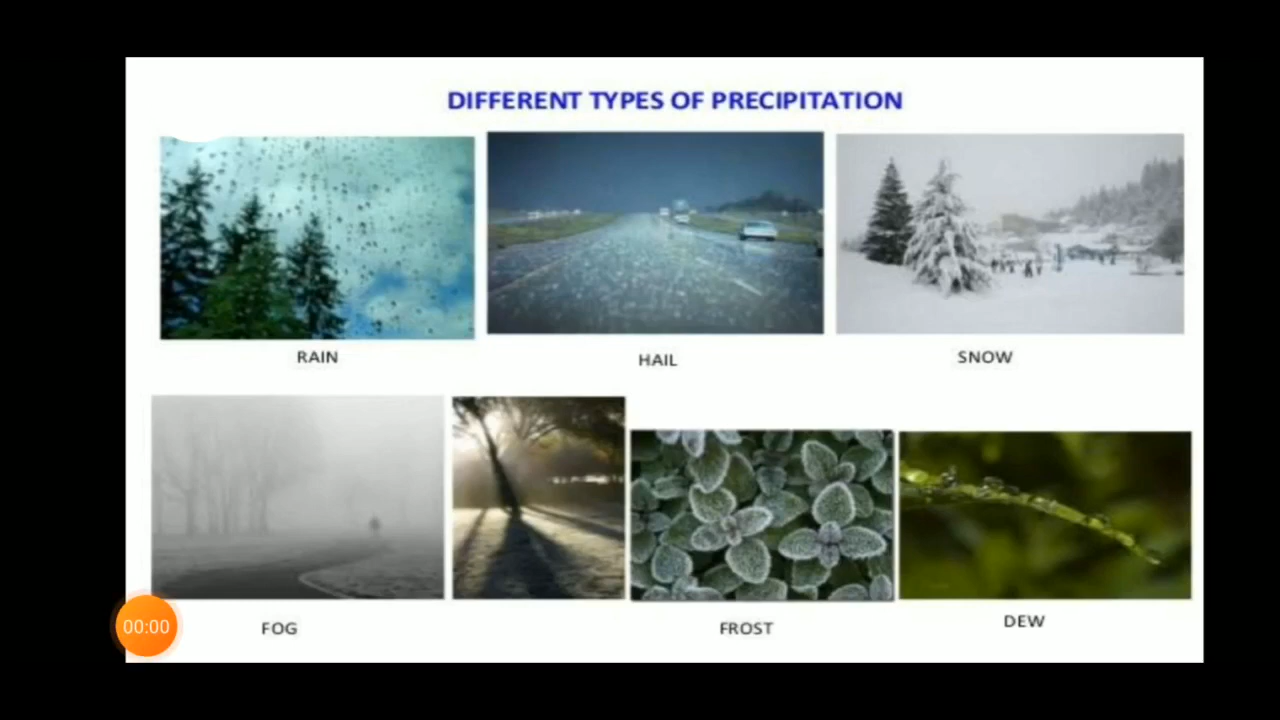 DIFFERENT TYPES OF PRECIPITATION
RAIN
HAIL
SNOW
FOG
FROST
DEW
00:00